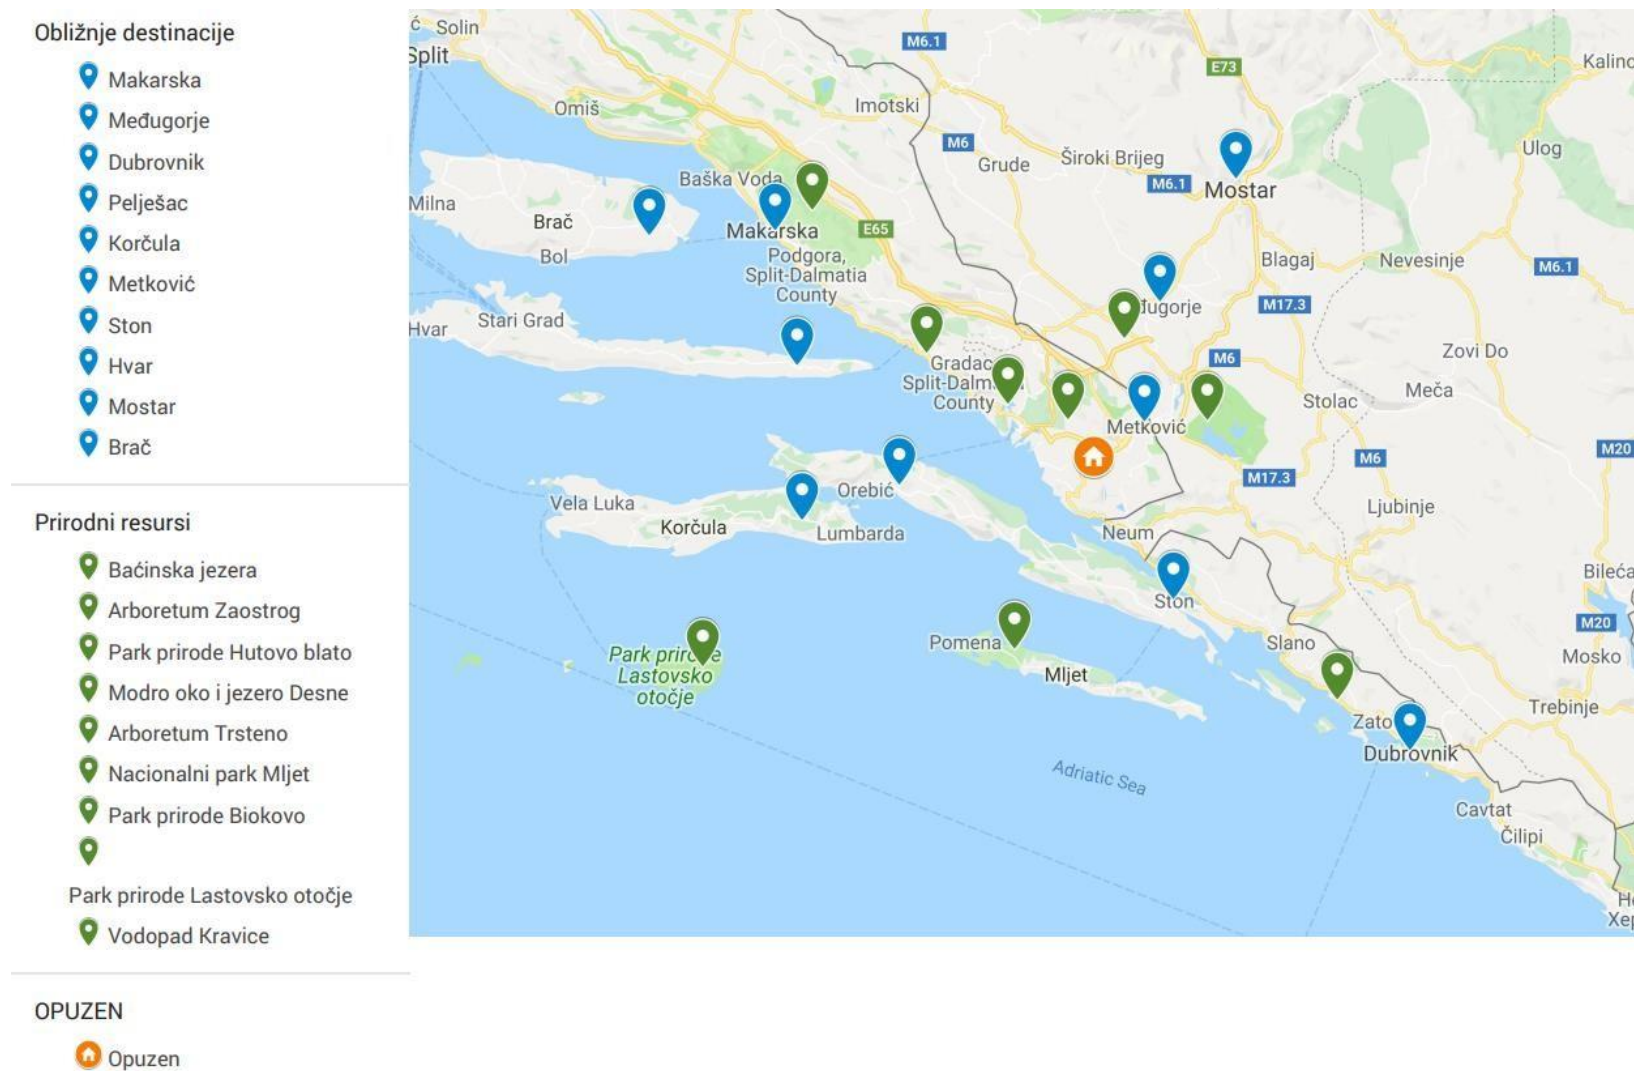 Obližnje destinacije
Makarska
Međugorje
Dubrovnik
Pelješac
Korčula
Metković
Ston
Hvar
Mostar
Brač
Prirodni resursi
Baćinska jezera
Arboretum Zaostrog
Park prirode Hutovo blato
Modro oko i jezero Desne
Arboretum Trsteno
Nacionalni park Mljet
Park prirode Biokovo
Park prirode Lastovsko otočje
Vodopad Kravice
OPUZEN
Opuzen
Solin
Split
M6.1
E73
Omiš
Imotski
M6
Grude
Široki Brijeg
M6.1
Mostar
Ulog
Baška Voda
Milna
Brač
Bol
Makarska
E65
Podgora,
Split-Dalmatia
County
Blagaj
Nevesinje
M6.1
M17.3
Hvar
Stari Grad
Gradac
County
M6
Zovi Do
Meča
Stolac
Metković
M20
M6
M17.3
Orebić
Vela Luka
Korčula
Lumbarda
Neum
Ljubinje
Ston
M20
Slano
Pomena
Mljet
Mosko
Park
Lastovsko
otočje
Trebinje
Dubrovnik
Adriatic Sea
Cavtat
Čilipi